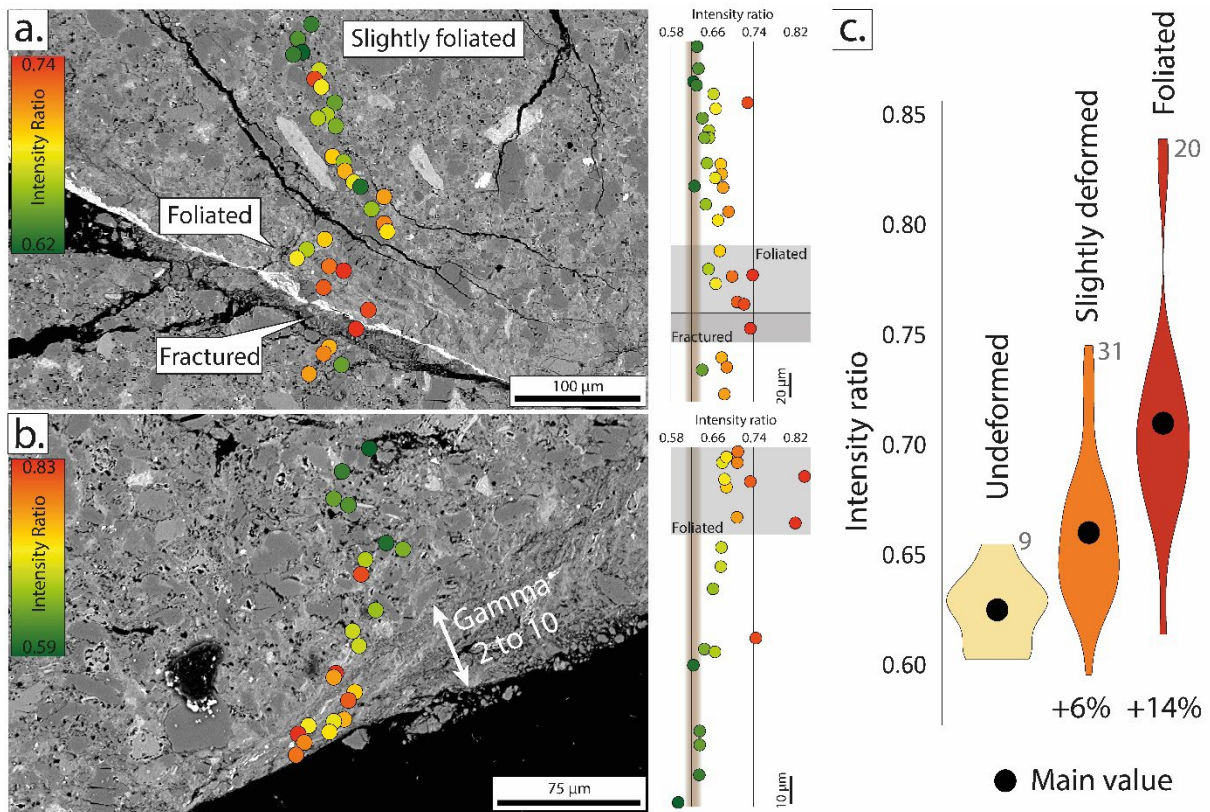 a.
Slightly foliated
0.74
Intensity Ratio
0.62
Foliated
Fractured
100 µm
Intensity ratio
0.58 0.66 0.74 0.82
Foliated
Fractured
20 µm
b.
0.83
Intensity Ratio
0.59
Gamma
2 to 10
75 µm
Intensity ratio
0.58 0.66 0.74 0.82
Foliated
10 µm
c.
Intensity ratio
0.85
0.80
0.75
0.70
0.65
0.60
Undeformed
9
Slightly deformed
31
Foliated
20
+6% +14%
Main value